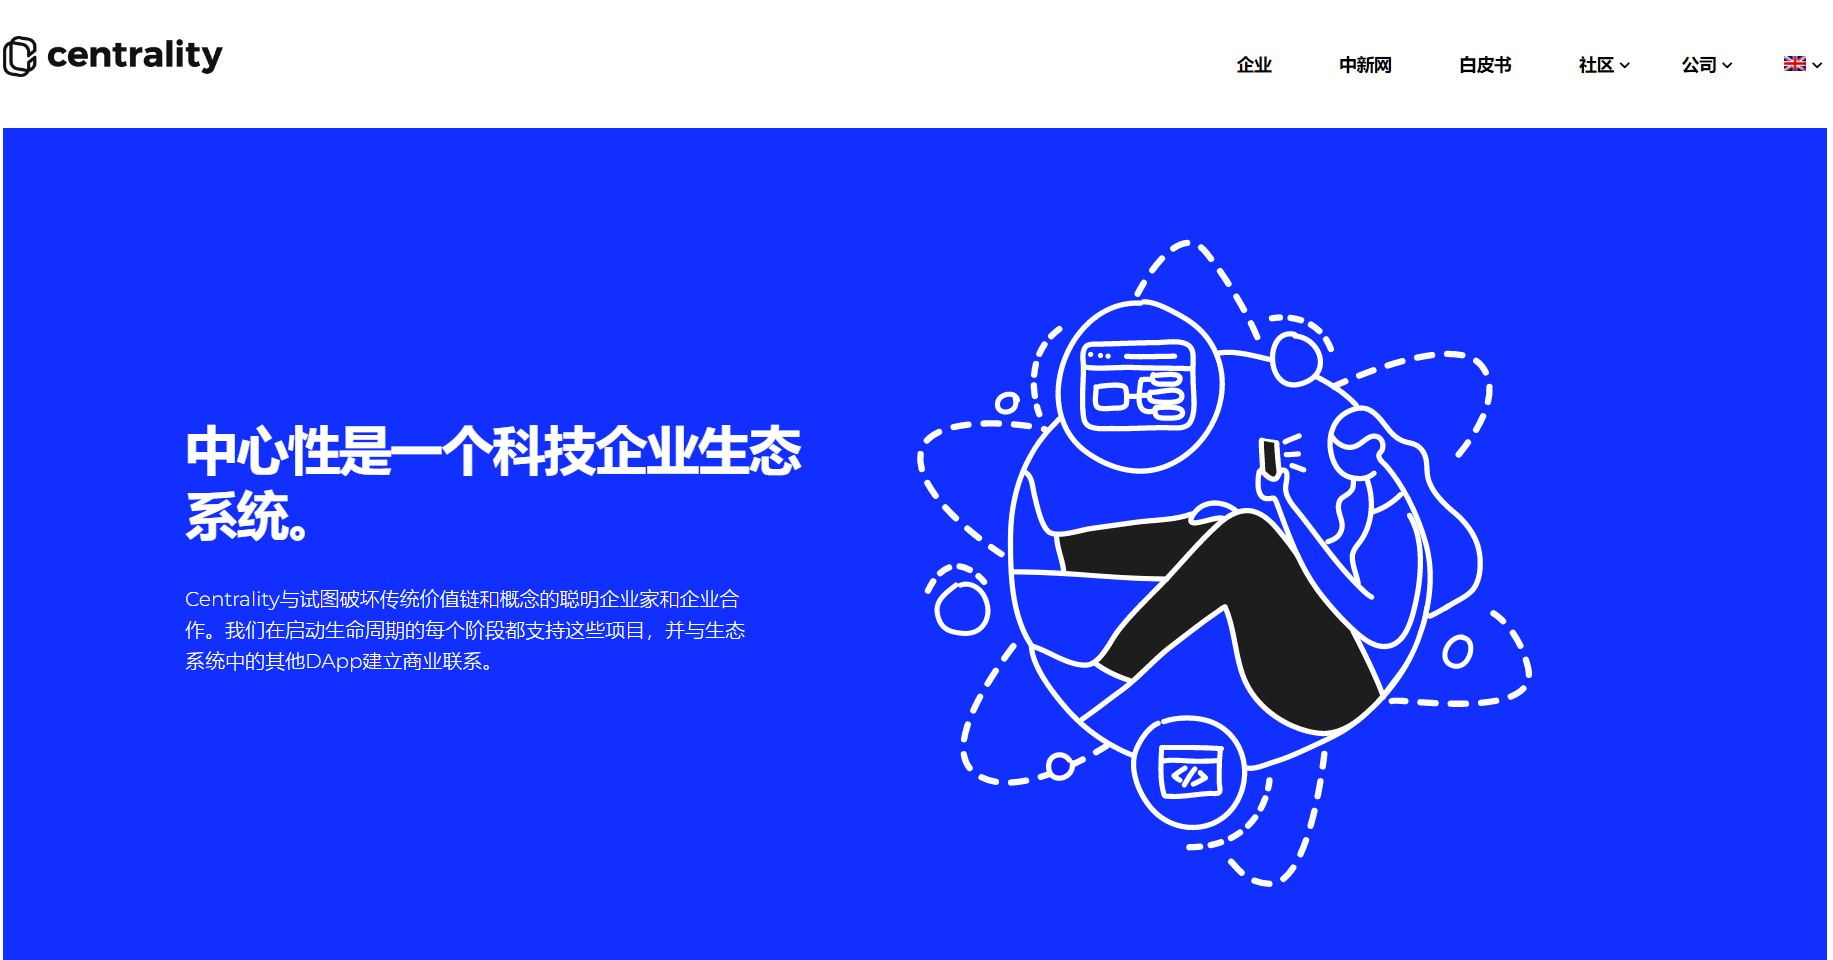 centrality
企业 中新网 白皮书 社区 公司
中心性是一个科技企业生态
系统。
Centrality与试图破坏传统价值链和概念的聪明企业家和企业合
作。我们在启动生命周期的每个阶段都支持这些项目，并与生态
系统中的其他DApp建立商业联系。